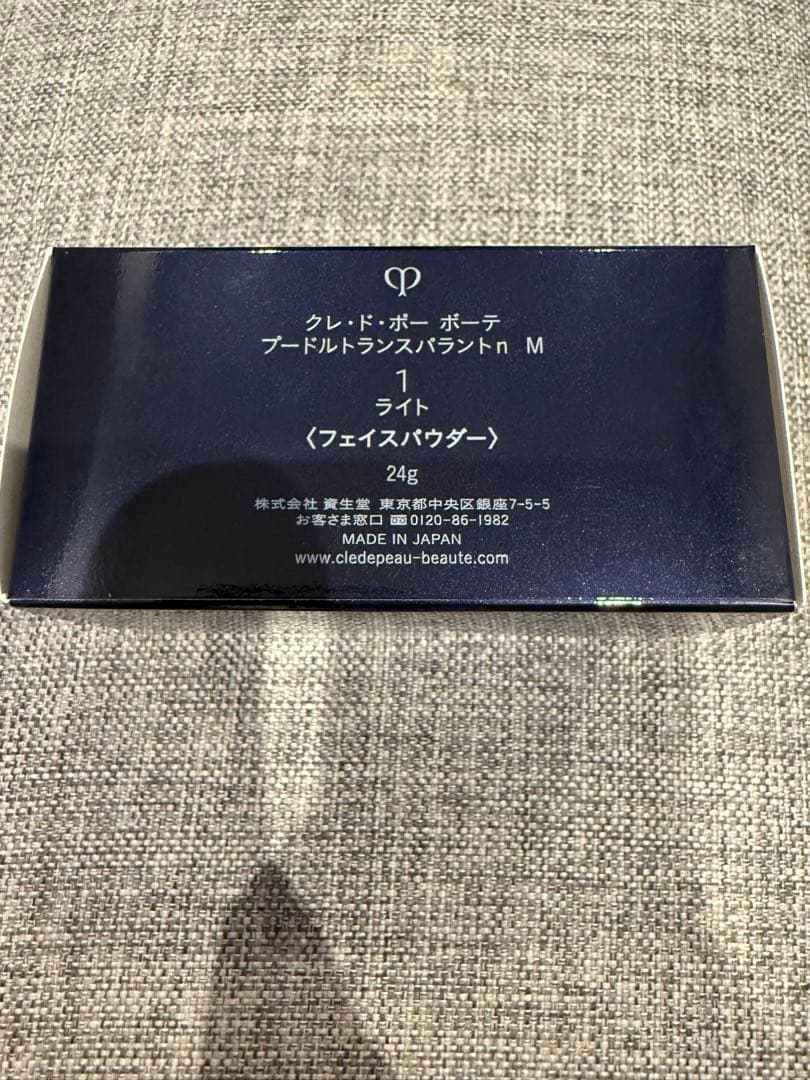 クレ・ド・ポー ボーテ
プードルトランスパラントn M
1
ライト
〈フェイスパウダー〉
24g
株式会社 資生堂 東京都中央区銀座7-5-5
お客さま窓口 0120-86-1982
MADE IN JAPAN
www.cledepeau-beaute.com